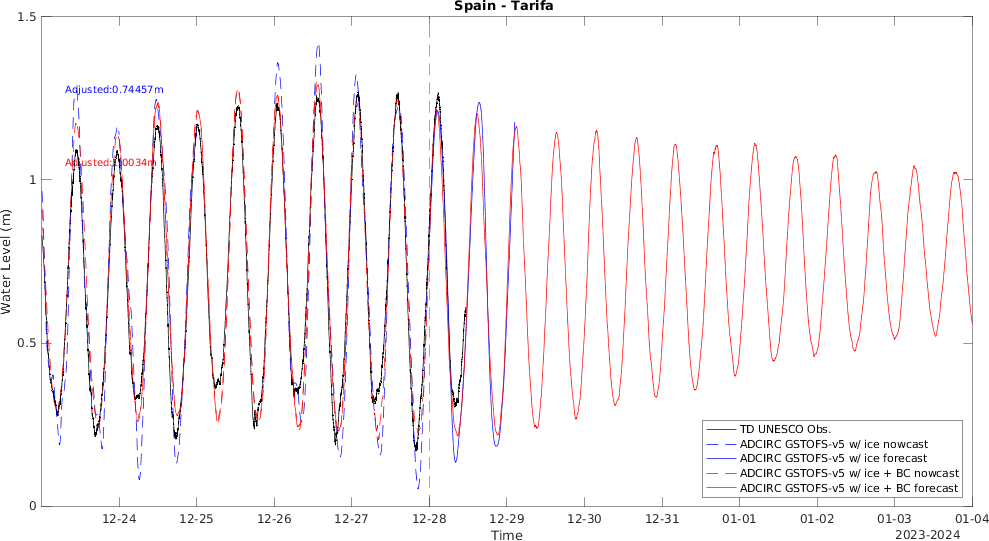 Spain - Tarifa
1.5
Adjusted:0.74457m
Adjusted: 0034m
1
Water Level (m)
0.5
0
TD UNESCO Obs.
ADCIRC GSTOFS-v5 w/ ice nowcast
ADCIRC GSTOFS-v5 w/ ice forecast
ADCIRC GSTOFS-v5 w/ ice + BC nowcast
ADCIRC GSTOFS-v5 w/ ice + BC forecast
12-24 12-25 12-26 12-27 12-28 12-29 12-30 12-31 01-01 01-02 01-03 01-04
Time
2023-2024